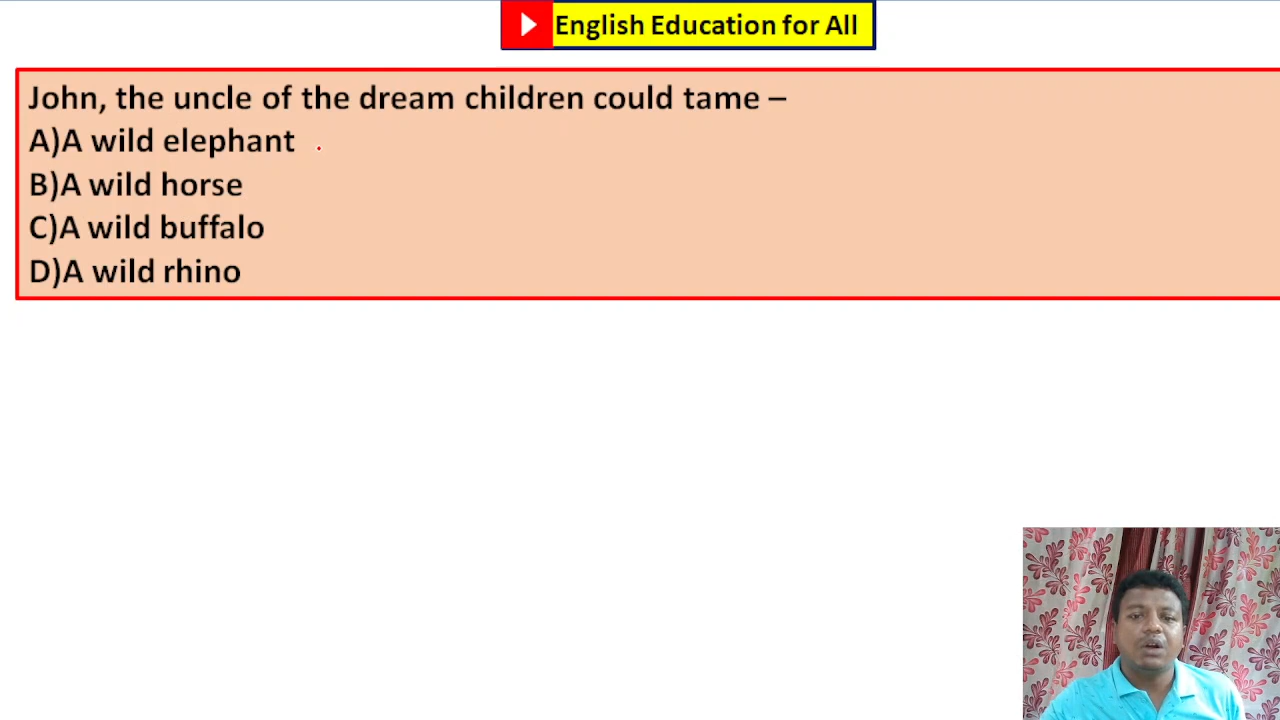 English Education for All
John, the uncle of the dream children could tame –
A)A wild elephant
B)A wild horse
C)A wild buffalo
D)A wild rhino